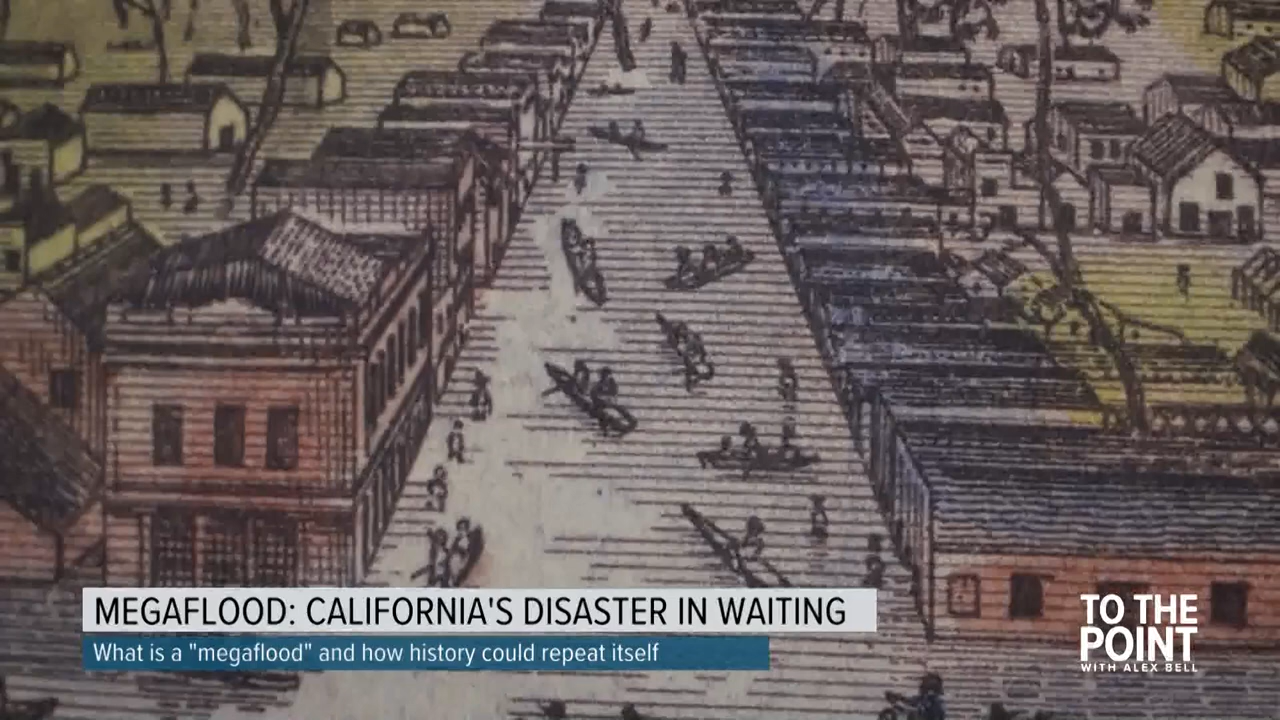 MEGAFLOOD: CALIFORNIA'S DISASTER IN WAITING
What is a "megaflood" and how history could repeat itself
TO THE
POINT
WITH ALEX BELL